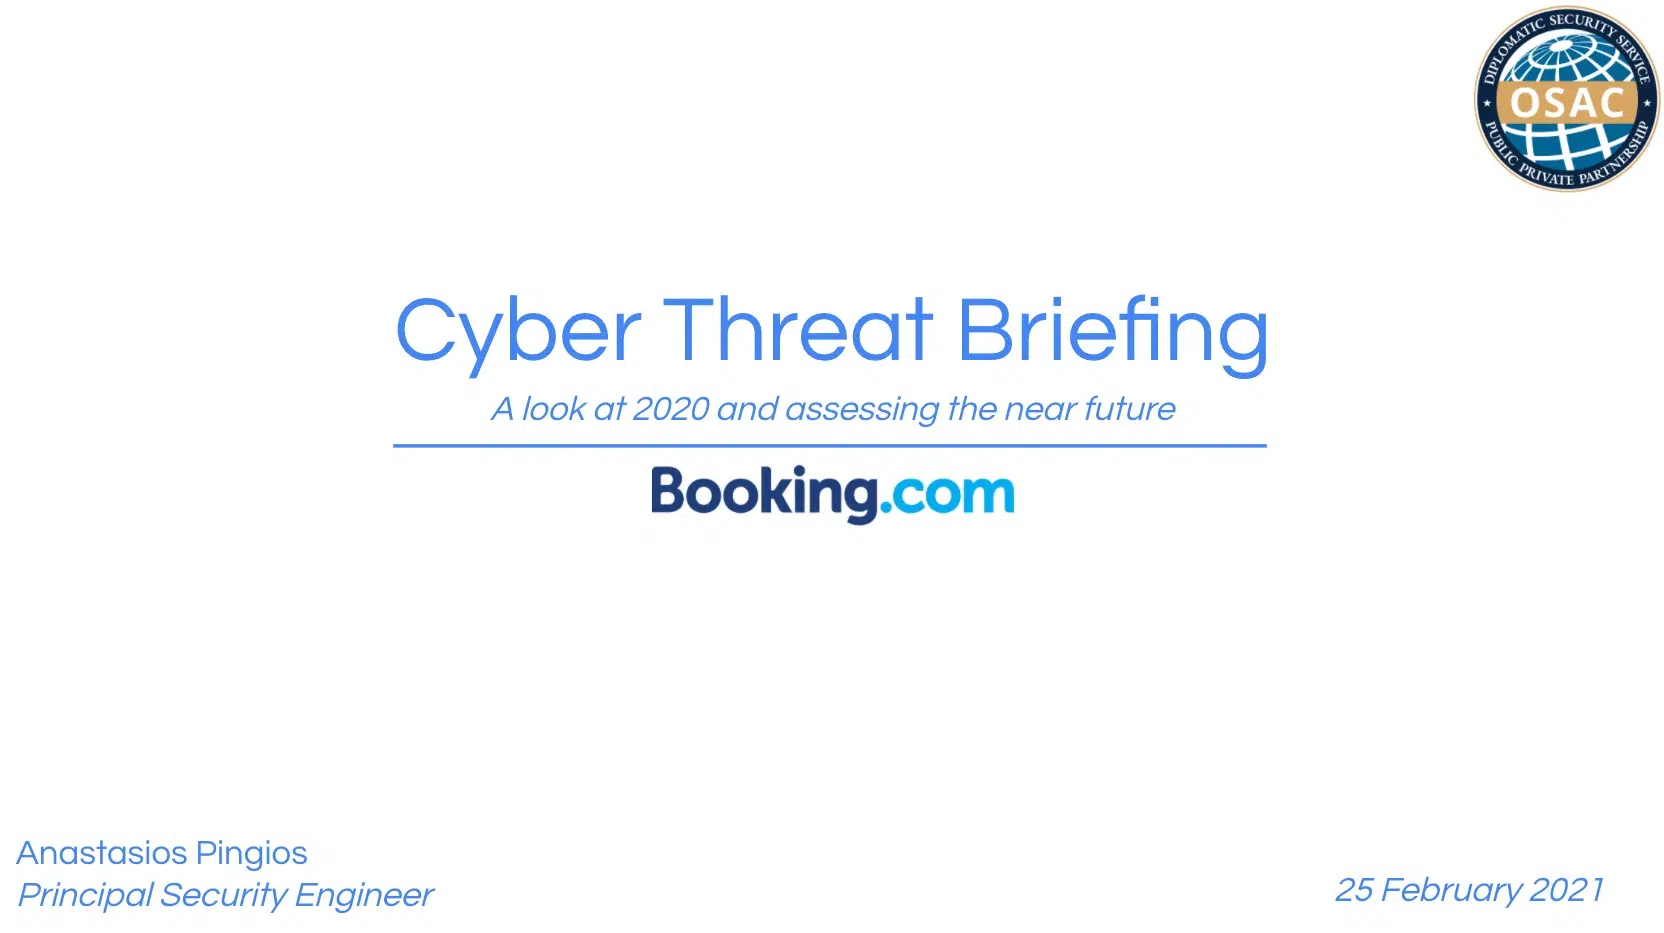 DIPLOMATIC SECURITY SERVICE
OSAC
PUBLIC PRIVATE PARTNERSHIP
Cyber Threat Briefing
A look at 2020 and assessing the near future
Booking.com
Anastasios Pingios
Principal Security Engineer
25 February 2021